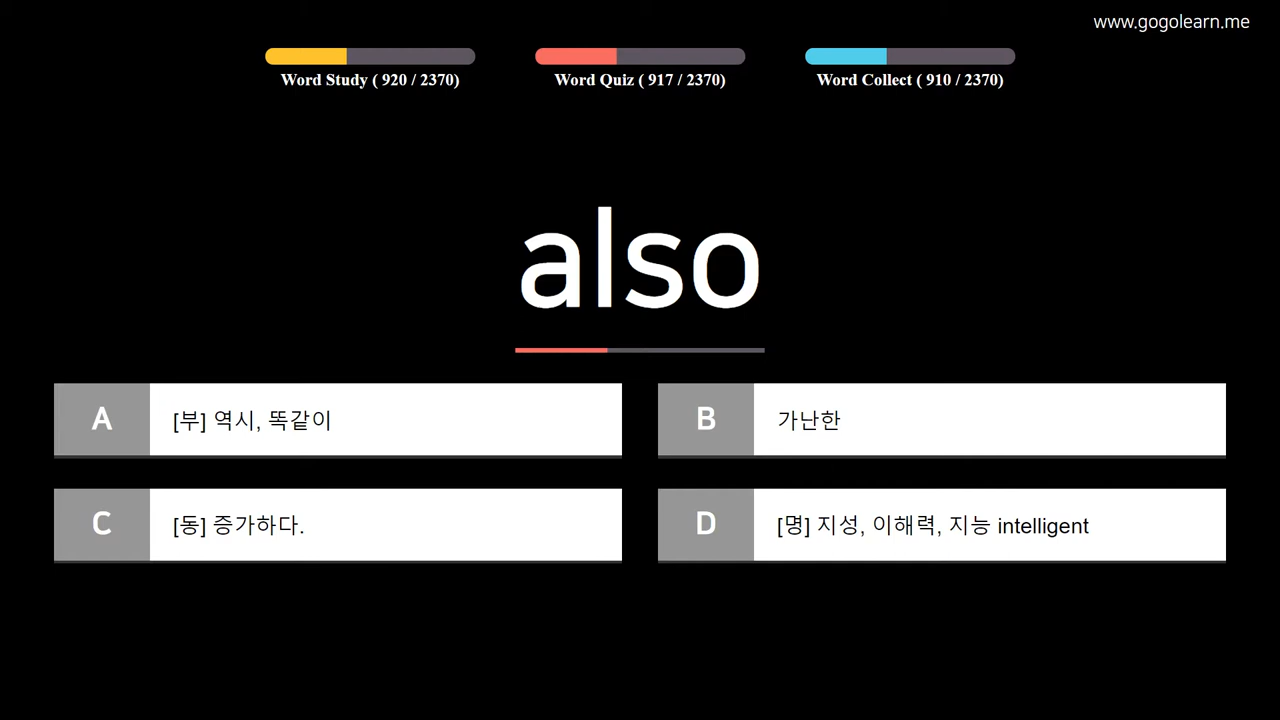 www.gogolearn.me
Word Study ( 920 / 2370)
Word Quiz ( 917 / 2370)
Word Collect ( 910 / 2370)
also
A
[부] 역시, 똑같이
B
가난한
C
[동] 증가하다.
D
[명] 지성, 이해력, 지능 intelligent